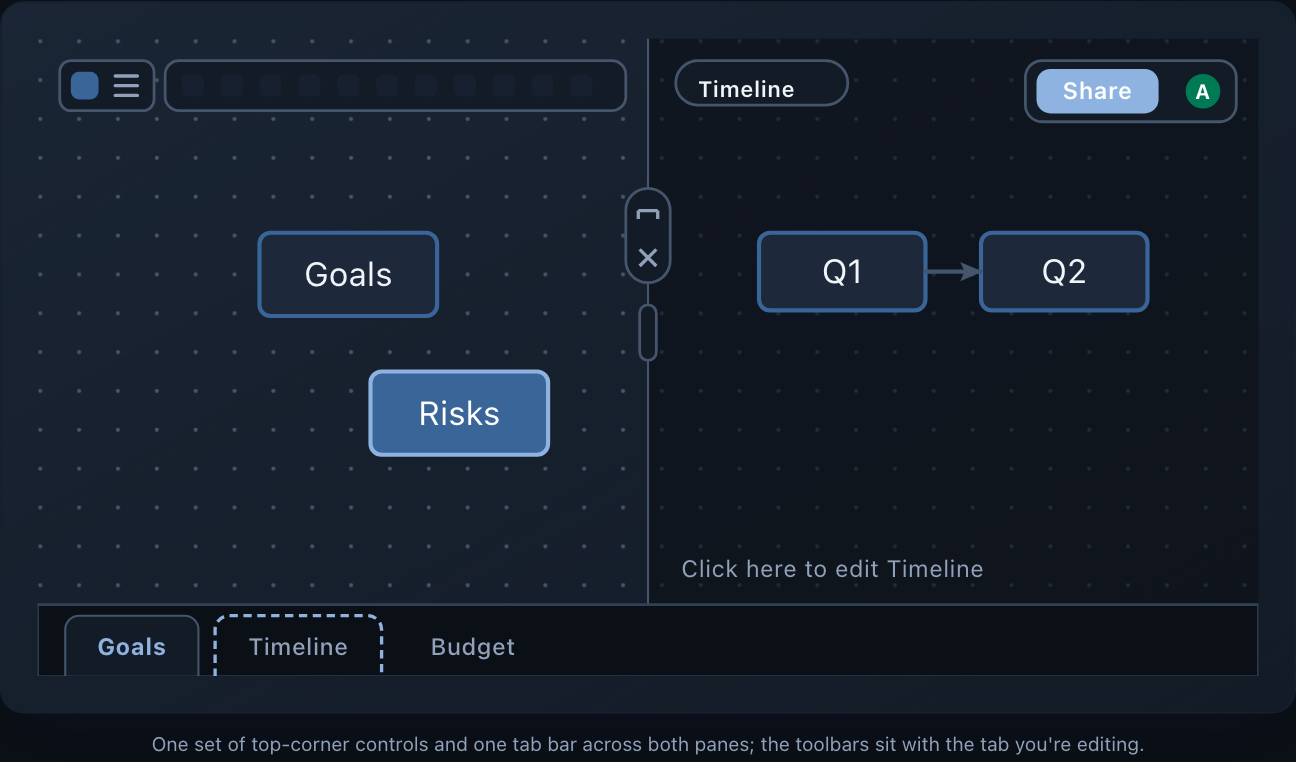 Timeline
Share
A
Goals
Risks
Q1
Q2
Click here to edit Timeline
Goals
Timeline
Budget
One set of top-corner controls and one tab bar across both panes; the toolbars sit with the tab you're editing.